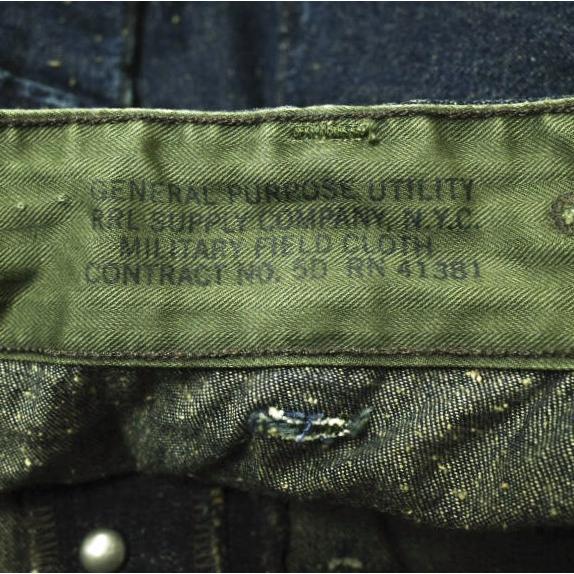 GENERAL PURPOSE UTILITY
RRL SUPPLY COMPANY, N.Y.C.
MILITARY FIELD CLOTH
CONTRACT NO. 5D RN 41381